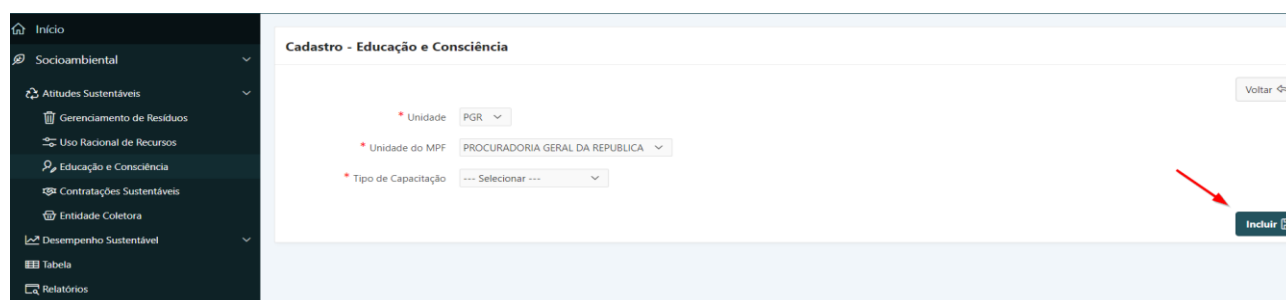 Início
Socioambiental
Atitudes Sustentáveis
Gerenciamento de Resíduos
Uso Racional de Recursos
Educação e Consciência
Contratações Sustentáveis
Entidade Coletora
Desempenho Sustentável
Tabela
Relatórios
Cadastro - Educação e Consciência
Voltar
* Unidade PGR
* Unidade do MPF PROCURADORIA GERAL DA REPUBLICA
* Tipo de Capacitação --- Selecionar ---
Incluir